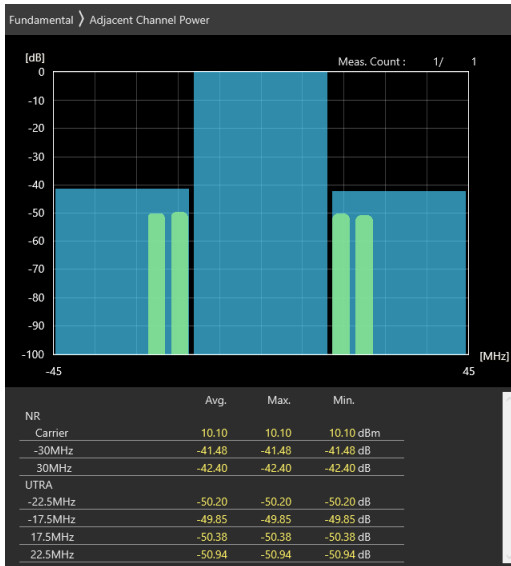 Fundamental 〉 Adjacent Channel Power
[dB]
Meas. Count : 1/ 1
0
-10
-20
-30
-40
-50
-60
-70
-80
-90
-100
[MHz]
-45 45
Avg. Max. Min.
NR
Carrier 10.10 10.10 10.10 dBm
-30MHz -41.48 -41.48 -41.48 dB
30MHz -42.40 -42.40 -42.40 dB
UTRA
-22.5MHz -50.20 -50.20 -50.20 dB
-17.5MHz -49.85 -49.85 -49.85 dB
17.5MHz -50.38 -50.38 -50.38 dB
22.5MHz -50.94 -50.94 -50.94 dB